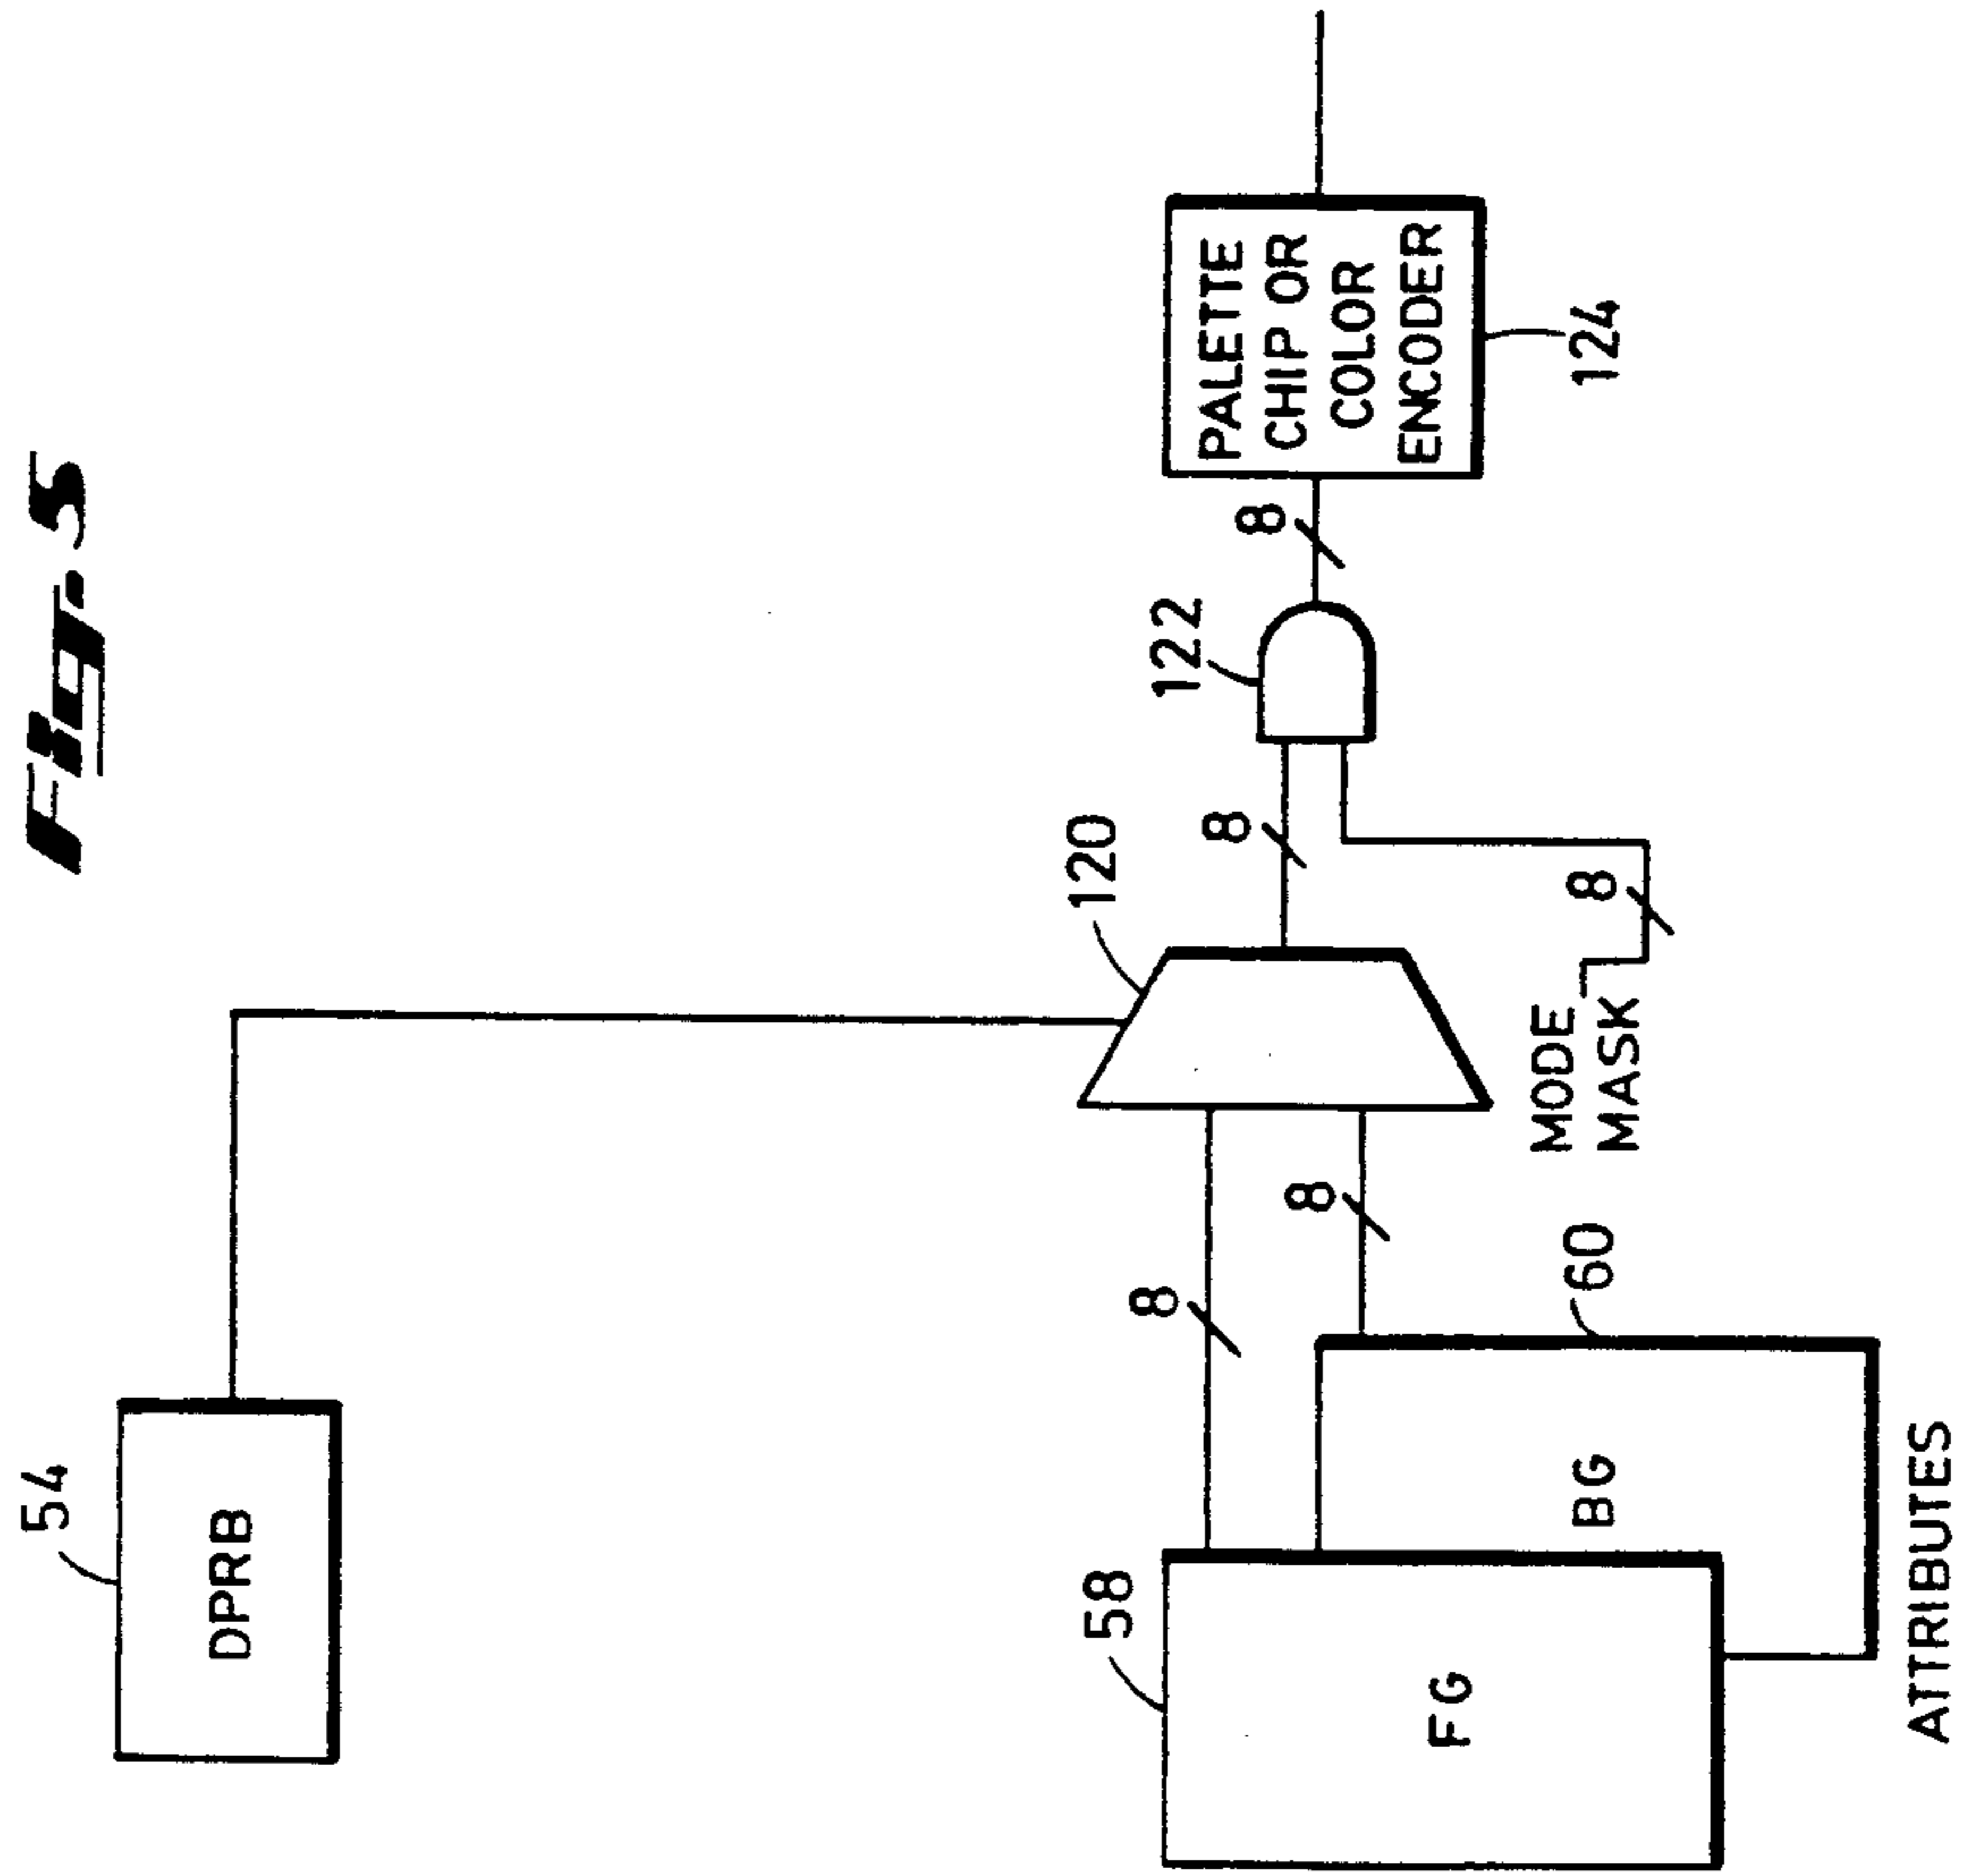 Fig. 5
54
DPRB
58
FG
BG
60
ATTRIBUTES
8
8
120
MODE
MASK
8
8
122
8
PALETTE
CHIP OR
COLOR
ENCODER
124